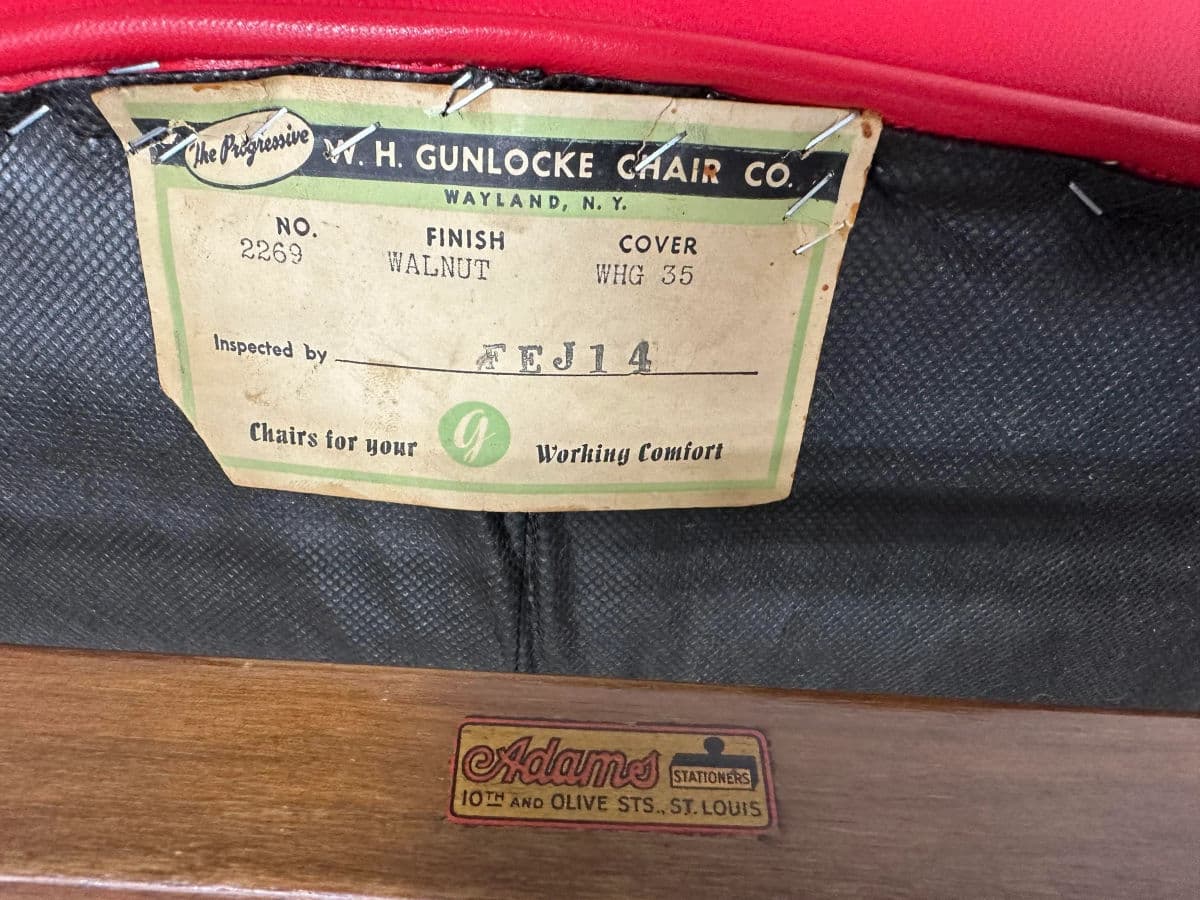 The Progressive W. H. GUNLOCKE CHAIR CO.
WAYLAND, N. Y.
NO. FINISH COVER
2269 WALNUT WHG 35
Inspected by FEJ14
Chairs for your g Working Comfort
Adams STATIONERS
10TH AND OLIVE STS., ST. LOUIS